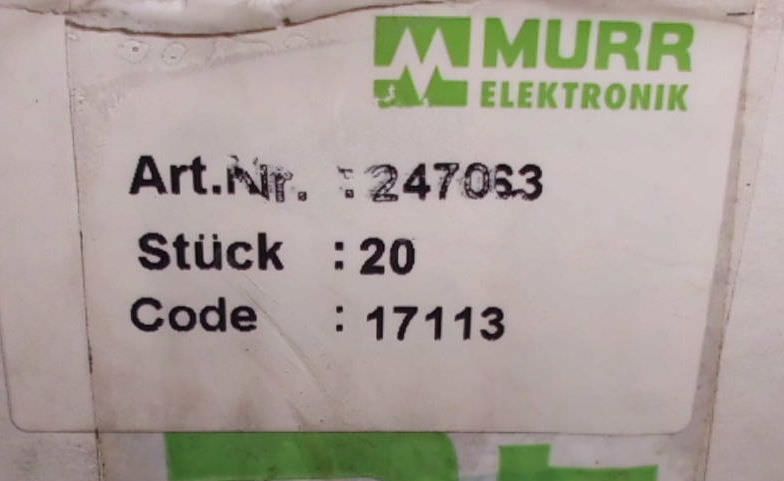 MURR
ELEKTRONIK
Art.Nr. : 247063
Stück : 20
Code : 17113